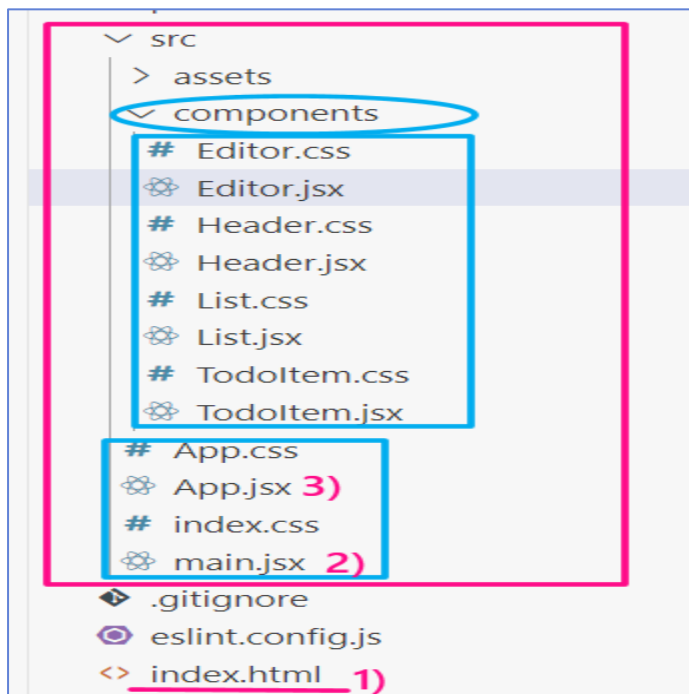 src
assets
components
# Editor.css
Editor.jsx
# Header.css
Header.jsx
# List.css
List.jsx
# TodoItem.css
TodoItem.jsx
# App.css
App.jsx 3)
# index.css
main.jsx 2)
.gitignore
eslint.config.js
<> index.html 1)